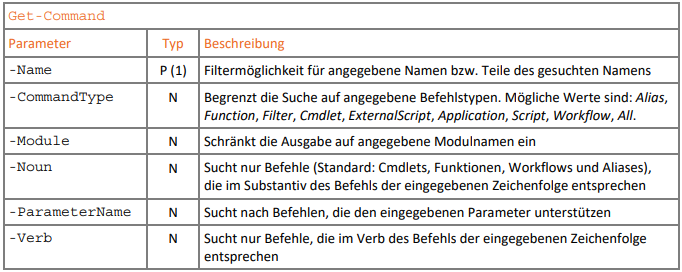 Get-Command
Parameter Typ Beschreibung
-Name P (1) Filtermöglichkeit für angegebene Namen bzw. Teile des gesuchten Namens
-CommandType N Begrenzt die Suche auf angegebene Befehlstypen. Mögliche Werte sind: Alias,
Function, Filter, Cmdlet, ExternalScript, Application, Script, Workflow, All.
-Module N Schränkt die Ausgabe auf angegebene Modulnamen ein
-Noun N Sucht nur Befehle (Standard: Cmdlets, Funktionen, Workflows und Aliases),
die im Substantiv des Befehls der eingegebenen Zeichenfolge entsprechen
-ParameterName N Sucht nach Befehlen, die den eingegebenen Parameter unterstützen
-Verb N Sucht nur Befehle, die im Verb des Befehls der eingegebenen Zeichenfolge
entsprechen